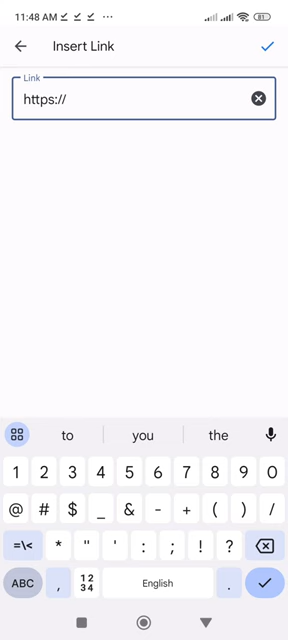 11:48 AM
81
Insert Link
Link
https://
to you the
1 2 3 4 5 6 7 8 9 0
@ # $ _ & - + ( ) /
=\< * " ' : ; ! ?
ABC , 12 34 English .